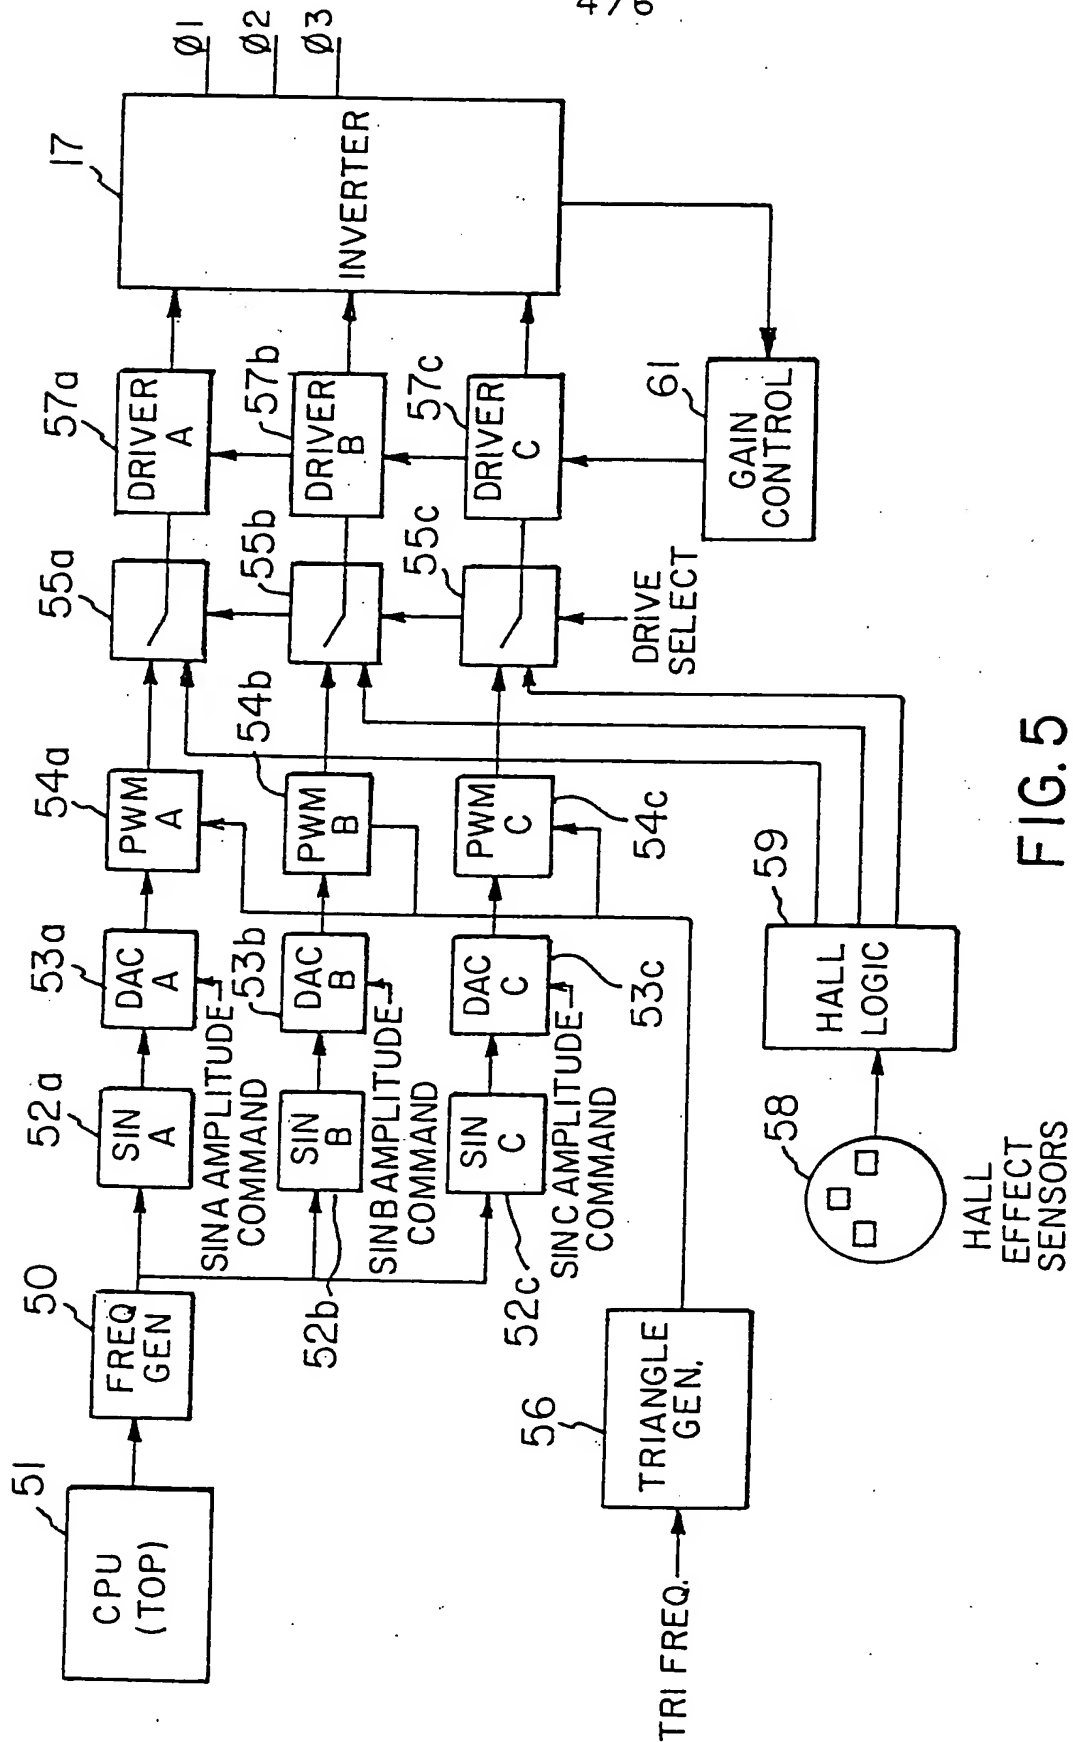 4/6
51
CPU
(TOP)
50
FREQ
GEN
52a
SIN
A
53a
DAC
A
54a
PWM
A
55a
57a
DRIVER
A
17
INVERTER
Ø1
Ø2
Ø3
SIN A AMPLITUDE
COMMAND
52b
SIN
B
53b
DAC
B
54b
PWM
B
55b
57b
DRIVER
B
SIN B AMPLITUDE
COMMAND
52c
SIN
C
53c
DAC
C
54c
PWM
C
55c
57c
DRIVER
C
SIN C AMPLITUDE
COMMAND
DRIVE
SELECT
61
GAIN
CONTROL
TRI FREQ.
56
TRIANGLE
GEN.
58
HALL
EFFECT
SENSORS
59
HALL
LOGIC
FIG. 5